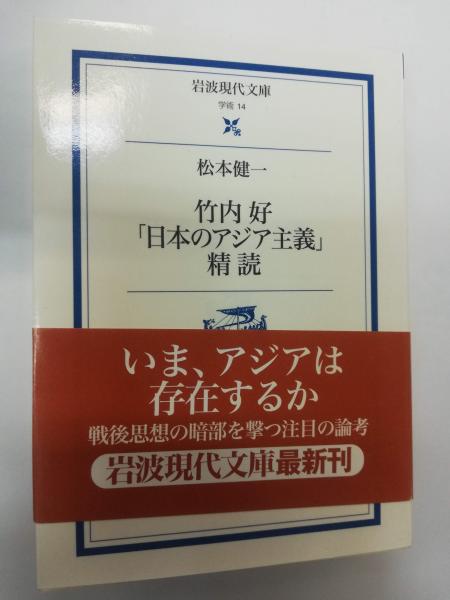 岩波現代文庫
学術 14
松本健一
竹内 好
「日本のアジア主義」
精読
いま、アジアは
存在するか
戦後思想の暗部を撃つ注目の論考
岩波現代文庫最新刊